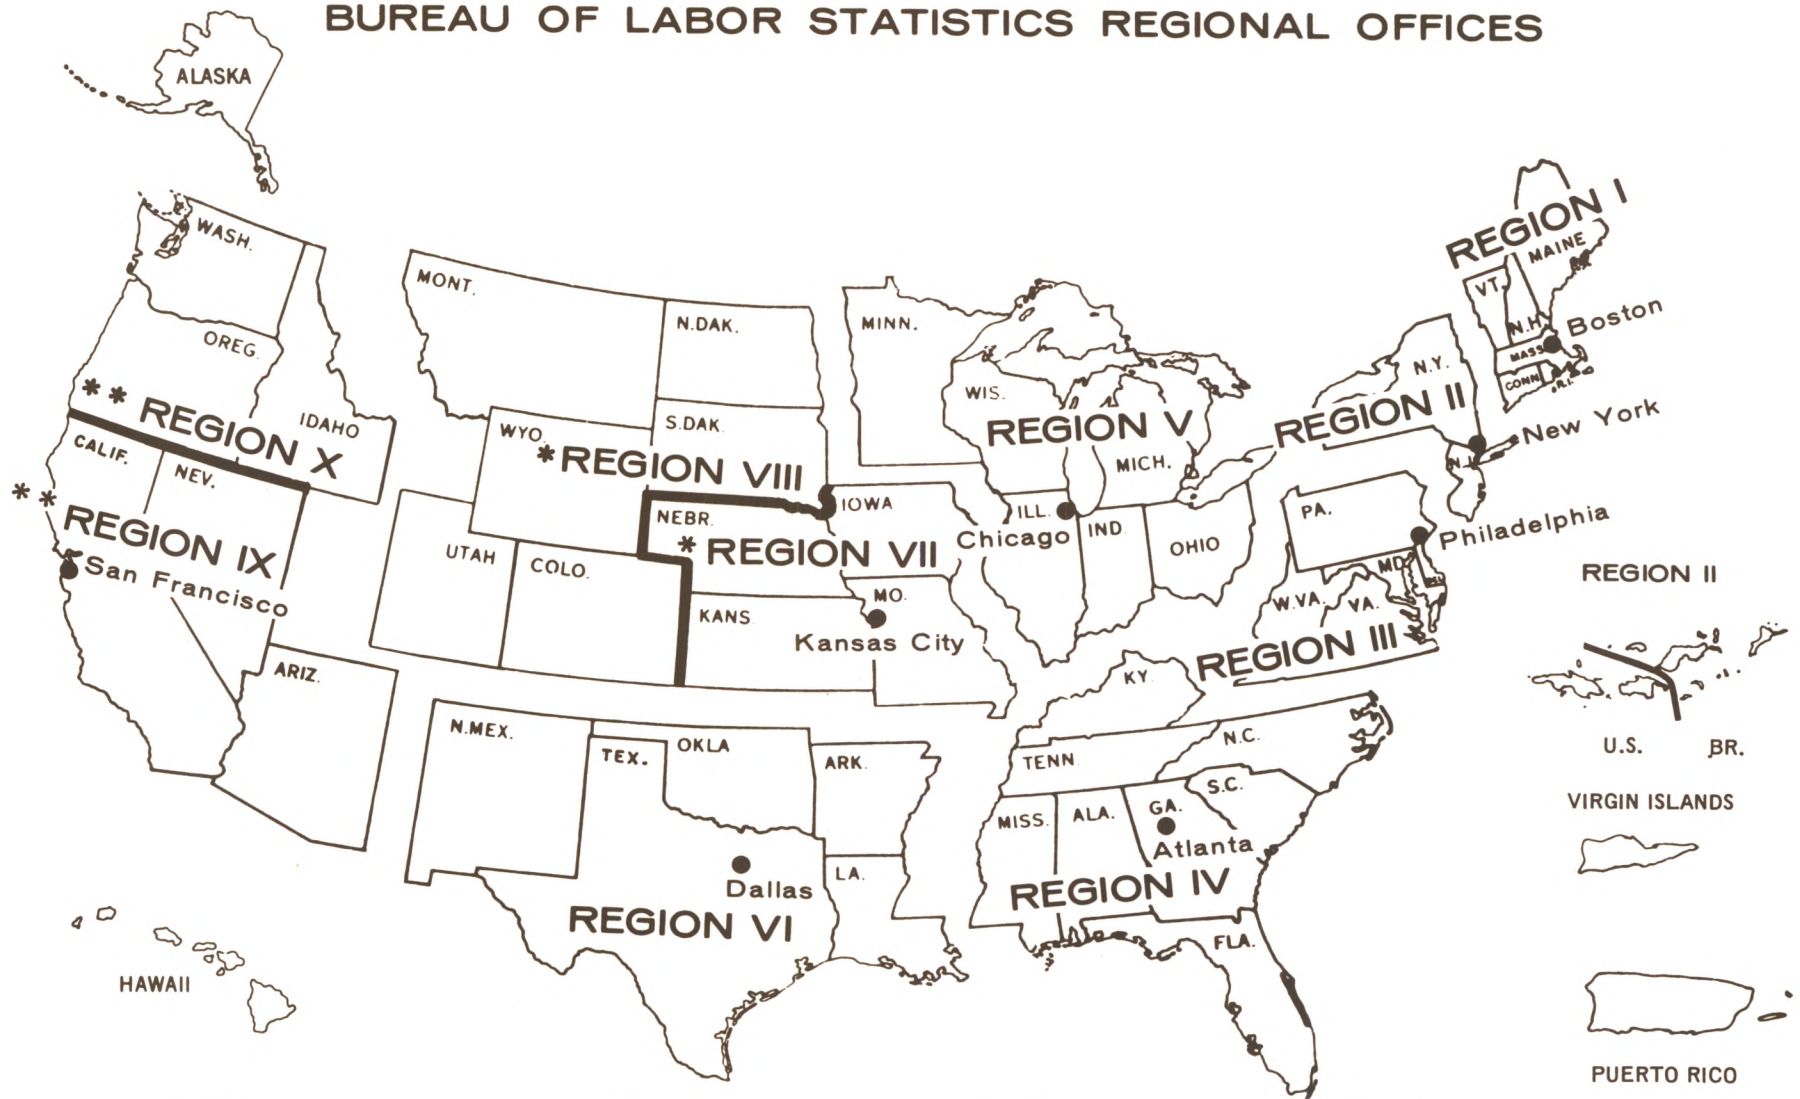 BUREAU OF LABOR STATISTICS REGIONAL OFFICES
ALASKA
REGION I
MAINE
WASH.
VT.
N.H.
Boston
MASS
CONN
R.I.
MONT.
N.DAK.
MINN.
OREG.
N.Y.
WIS.
** REGION X
IDAHO
WYO.
S.DAK.
REGION V
REGION II
New York
CALIF.
NEV.
*REGION VIII
MICH.
N.J.
**
REGION IX
San Francisco
NEBR.
IOWA
ILL.
Chicago
IND.
OHIO
PA.
Philadelphia
UTAH
COLO.
* REGION VII
MD.
DEL.
REGION II
KANS
MO.
Kansas City
W.VA.
VA.
REGION III
ARIZ.
KY.
N.MEX.
OKLA
TEX.
ARK.
TENN.
N.C.
S.C.
U.S. BR.
VIRGIN ISLANDS
MISS.
ALA.
GA.
Atlanta
Dallas
LA.
REGION VI
REGION IV
FLA.
HAWAII
PUERTO RICO